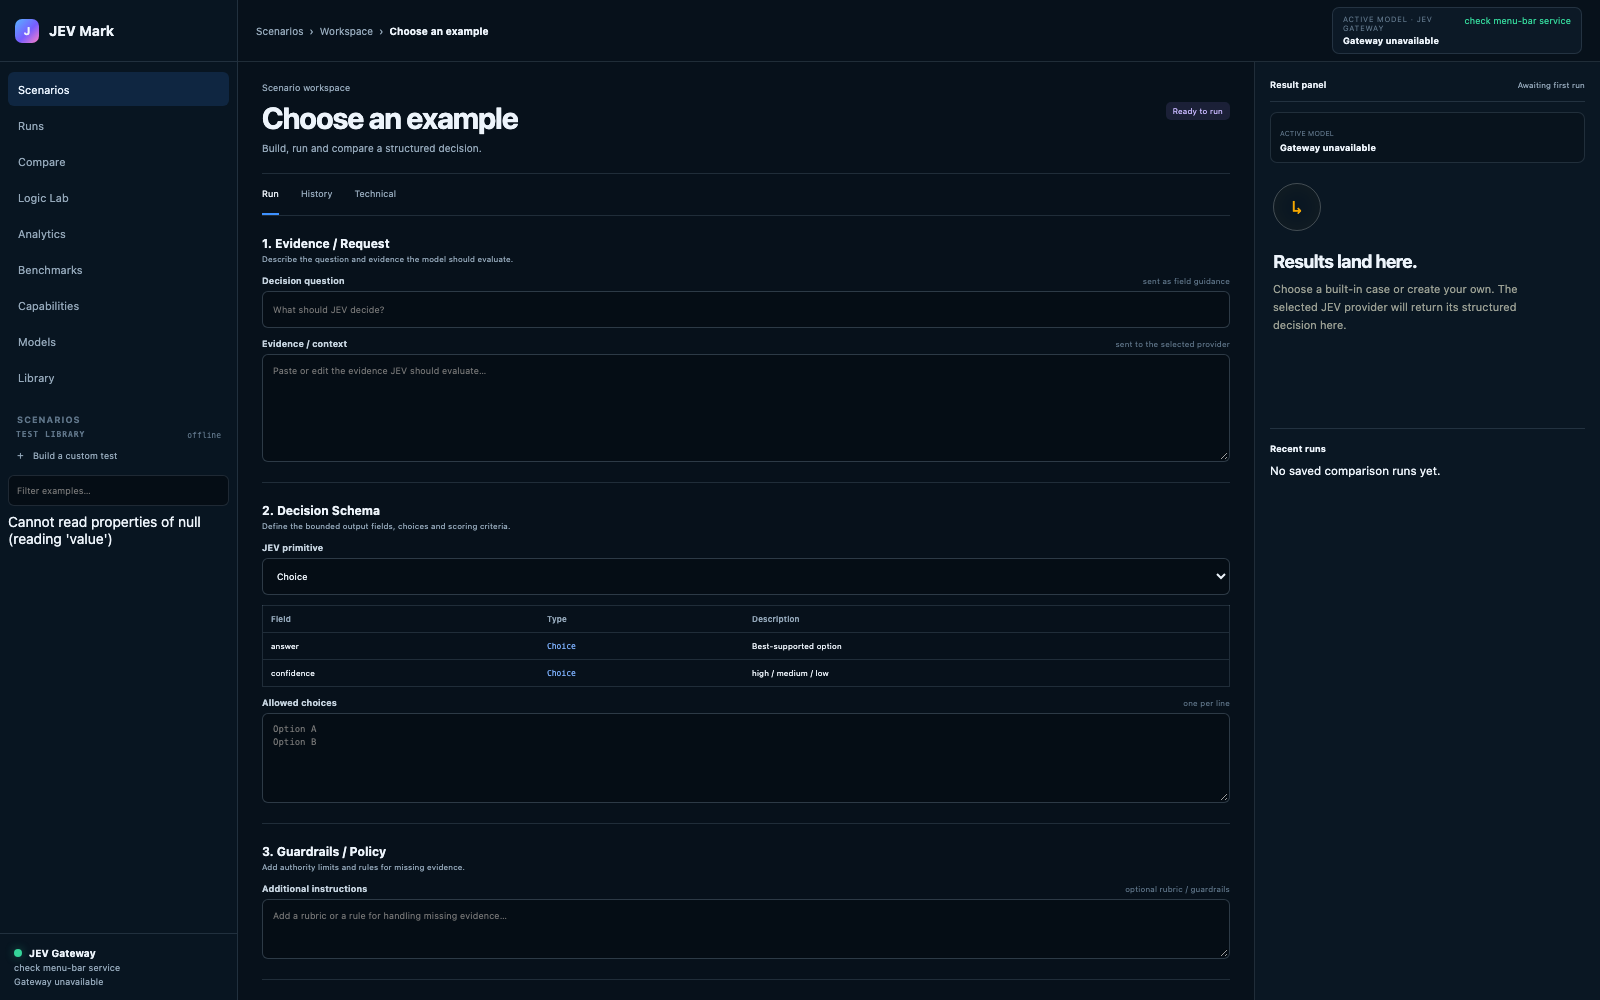 J
JEV Mark
Scenarios
Runs
Compare
Logic Lab
Analytics
Benchmarks
Capabilities
Models
Library
SCENARIOS
TEST LIBRARY
offline
+ Build a custom test
Filter examples...
Cannot read properties of null
(reading 'value')
JEV Gateway
check menu-bar service
Gateway unavailable
Scenarios › Workspace › Choose an example
ACTIVE MODEL · JEV
GATEWAY
Gateway unavailable
check menu-bar service
Scenario workspace
Choose an example
Build, run and compare a structured decision.
Ready to run
Run History Technical
1. Evidence / Request
Describe the question and evidence the model should evaluate.
Decision question
sent as field guidance
What should JEV decide?
Evidence / context
sent to the selected provider
Paste or edit the evidence JEV should evaluate...
2. Decision Schema
Define the bounded output fields, choices and scoring criteria.
JEV primitive
Choice
Field Type Description
answer Choice Best-supported option
confidence Choice high / medium / low
Allowed choices
one per line
Option A
Option B
3. Guardrails / Policy
Add authority limits and rules for missing evidence.
Additional instructions
optional rubric / guardrails
Add a rubric or a rule for handling missing evidence...
Result panel
Awaiting first run
ACTIVE MODEL
Gateway unavailable
Results land here.
Choose a built-in case or create your own. The
selected JEV provider will return its structured
decision here.
Recent runs
No saved comparison runs yet.